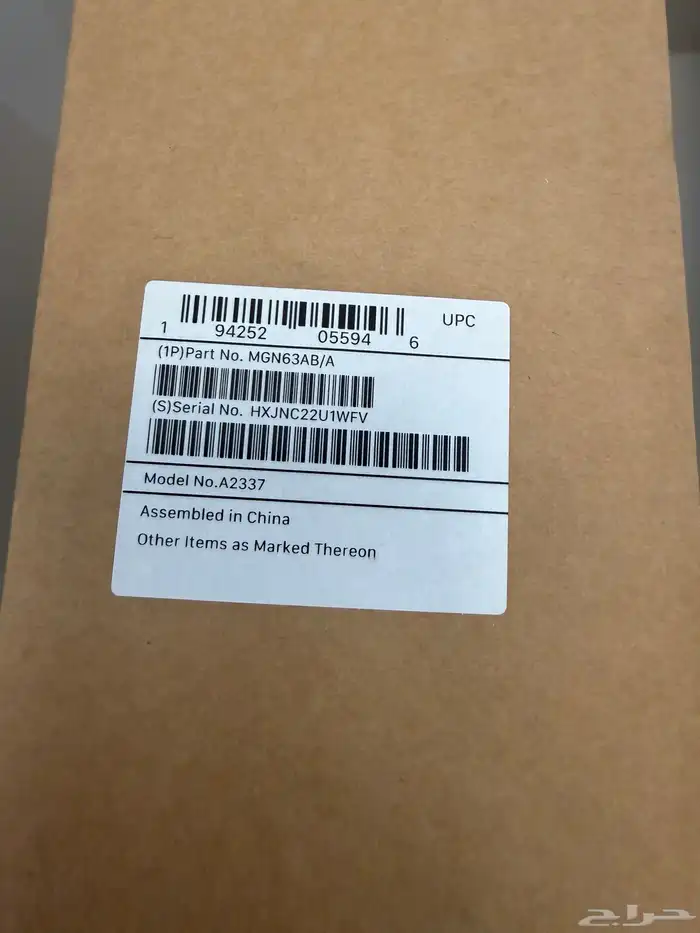 1 94252 05594 6 UPC
(1P)Part No. MGN63AB/A
(S)Serial No. HXJNC22U1WFV
Model No.A2337
Assembled in China
Other Items as Marked Thereon
حراج